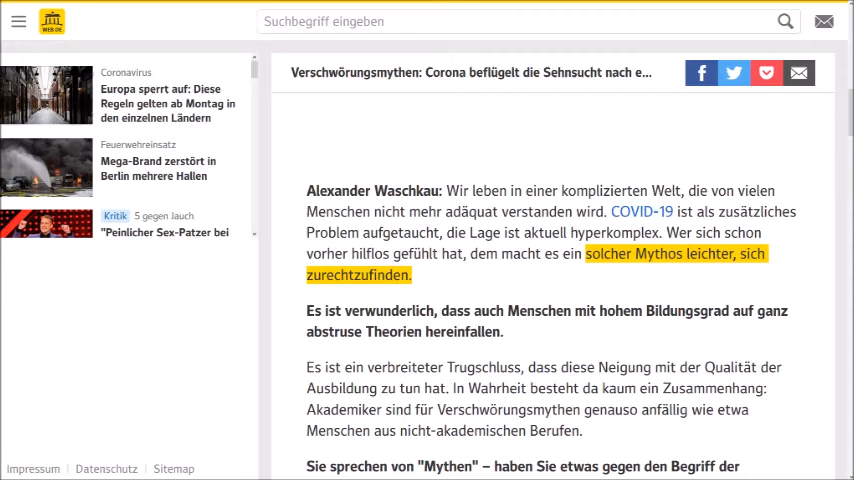 WEB.DE
Suchbegriff eingeben
Coronavirus
Europa sperrt auf: Diese
Regeln gelten ab Montag in
den einzelnen Ländern
Feuerwehreinsatz
Mega-Brand zerstört in
Berlin mehrere Hallen
Kritik 5 gegen Jauch
"Peinlicher Sex-Patzer bei
Impressum | Datenschutz | Sitemap
Verschwörungsmythen: Corona beflügelt die Sehnsucht nach e...
Alexander Waschkau: Wir leben in einer komplizierten Welt, die von vielen
Menschen nicht mehr adäquat verstanden wird. COVID-19 ist als zusätzliches
Problem aufgetaucht, die Lage ist aktuell hyperkomplex. Wer sich schon
vorher hilflos gefühlt hat, dem macht es ein solcher Mythos leichter, sich
zurechtzufinden.
Es ist verwunderlich, dass auch Menschen mit hohem Bildungsgrad auf ganz
abstruse Theorien hereinfallen.
Es ist ein verbreiteter Trugschluss, dass diese Neigung mit der Qualität der
Ausbildung zu tun hat. In Wahrheit besteht da kaum ein Zusammenhang:
Akademiker sind für Verschwörungsmythen genauso anfällig wie etwa
Menschen aus nicht-akademischen Berufen.
Sie sprechen von "Mythen" – haben Sie etwas gegen den Begriff der